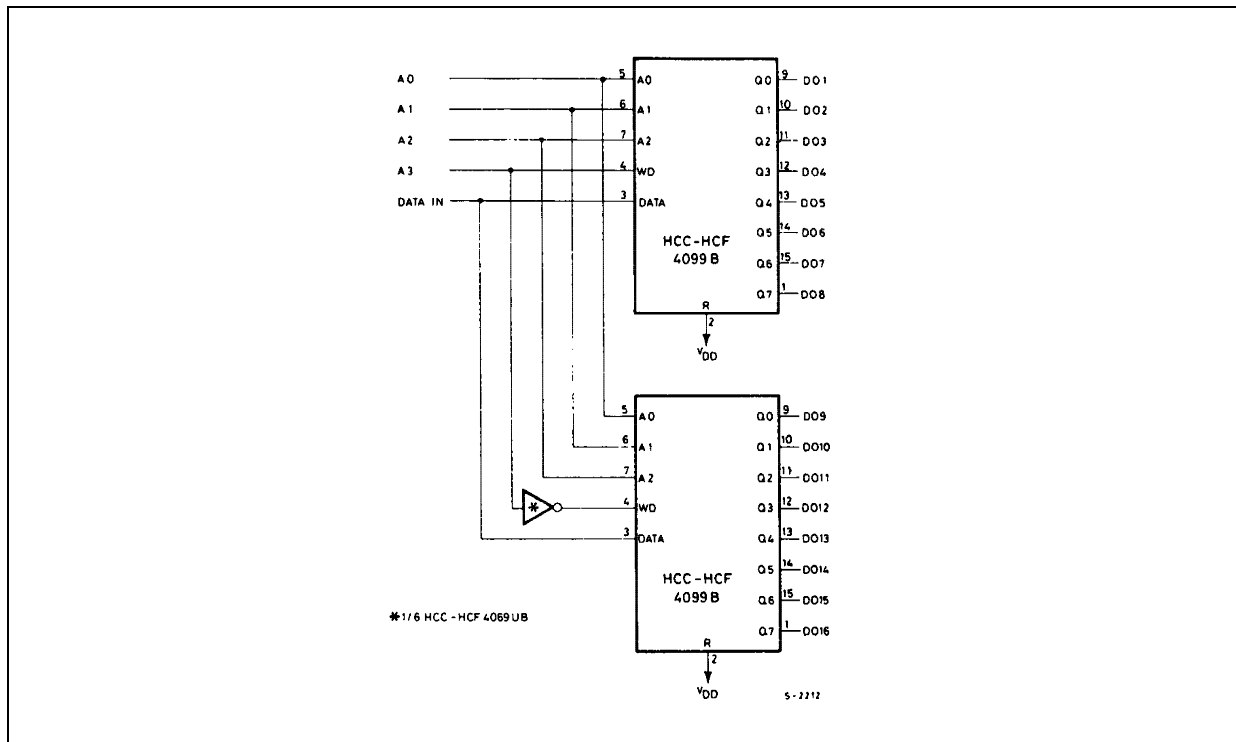 A0 5 A0 Q0 9 DO1
A1 6 A1 Q1 10 DO2
A2 7 A2 Q2 11 DO3
A3 4 WD Q3 12 DO4
DATA IN 3 DATA Q4 13 DO5
Q5 14 DO6
HCC-HCF
4099B
Q6 15 DO7
Q7 1 DO8
R
2
VDD
5 A0 Q0 9 DO9
6 A1 Q1 10 DO10
7 A2 Q2 11 DO11
* 4 WD Q3 12 DO12
3 DATA Q4 13 DO13
Q5 14 DO14
HCC-HCF
4099B
Q6 15 DO15
*1/6 HCC-HCF 4069UB
Q7 1 DO16
R
2
VDD
S-2212